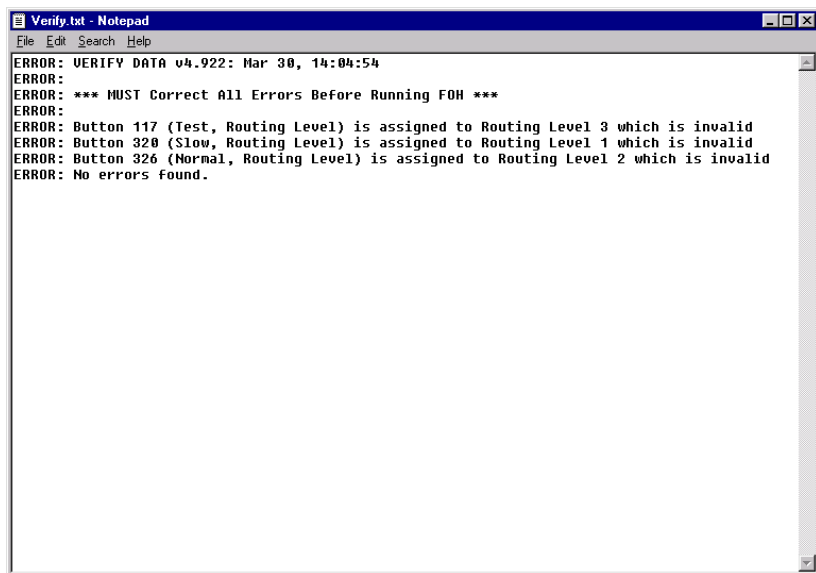 Verify.txt - Notepad
File Edit Search Help
ERROR: VERIFY DATA v4.922: Mar 30, 14:04:54
ERROR:
ERROR: *** MUST Correct All Errors Before Running FOH ***
ERROR:
ERROR: Button 117 (Test, Routing Level) is assigned to Routing Level 3 which is invalid
ERROR: Button 320 (Slow, Routing Level) is assigned to Routing Level 1 which is invalid
ERROR: Button 326 (Normal, Routing Level) is assigned to Routing Level 2 which is invalid
ERROR: No errors found.